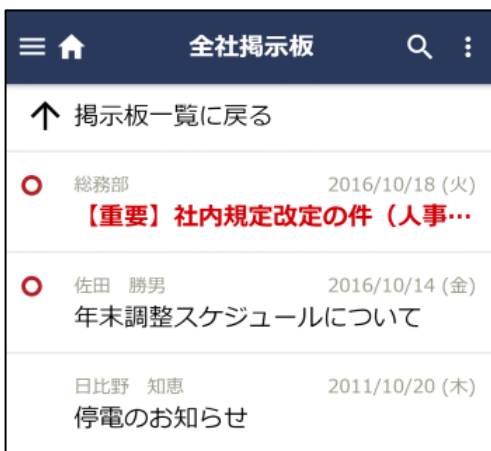 全社掲示板
掲示板一覧に戻る
総務部 2016/10/18 (火)
【重要】社内規定改定の件（人事…
佐田　勝男 2016/10/14 (金)
年末調整スケジュールについて
日比野　知恵 2011/10/20 (木)
停電のお知らせ